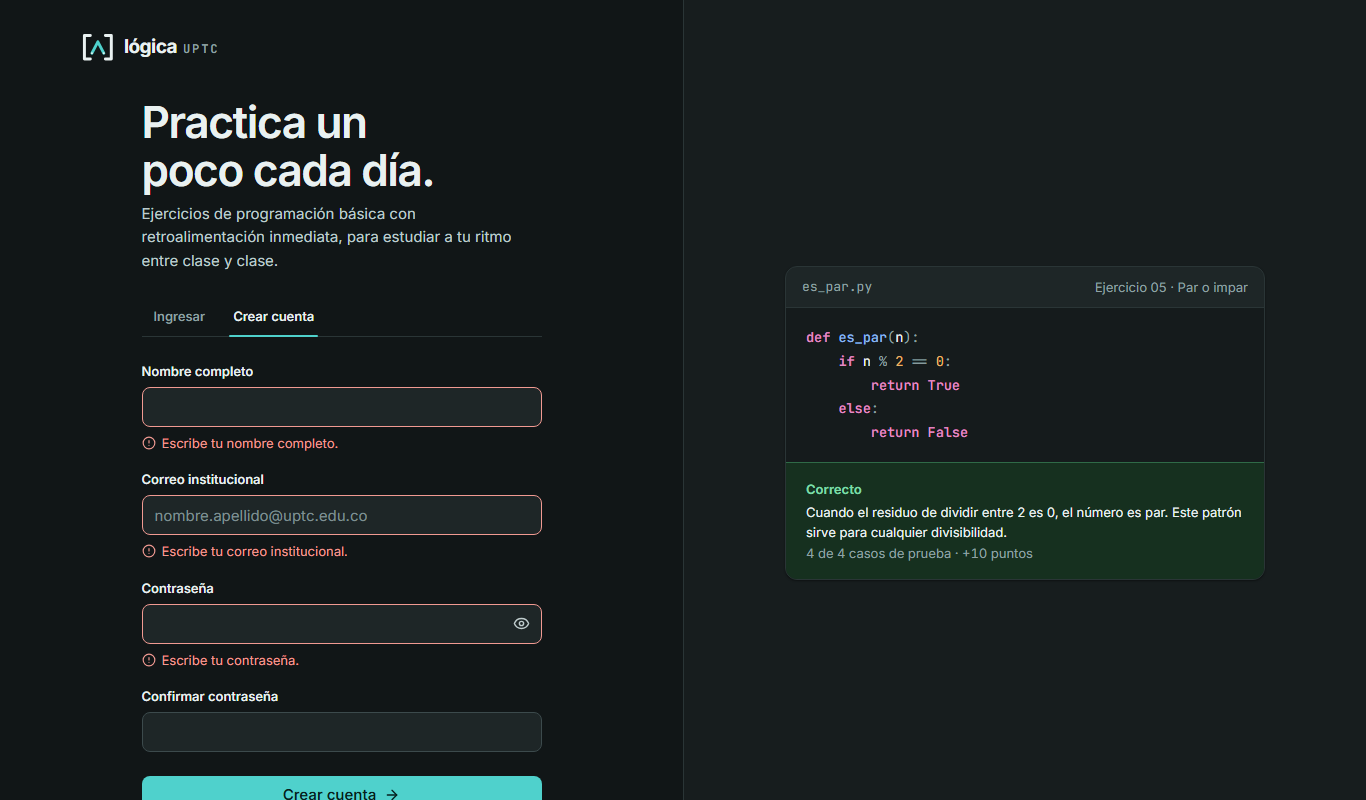 lógica UPTC
Practica un
poco cada día.
Ejercicios de programación básica con
retroalimentación inmediata, para estudiar a tu ritmo
entre clase y clase.
Ingresar Crear cuenta
Nombre completo
Escribe tu nombre completo.
Correo institucional
nombre.apellido@uptc.edu.co
Escribe tu correo institucional.
Contraseña
Escribe tu contraseña.
Confirmar contraseña
Crear cuenta →
es_par.py Ejercicio 05 · Par o impar
def es_par(n):
    if n % 2 == 0:
        return True
    else:
        return False
Correcto
Cuando el residuo de dividir entre 2 es 0, el número es par. Este patrón
sirve para cualquier divisibilidad.
4 de 4 casos de prueba · +10 puntos